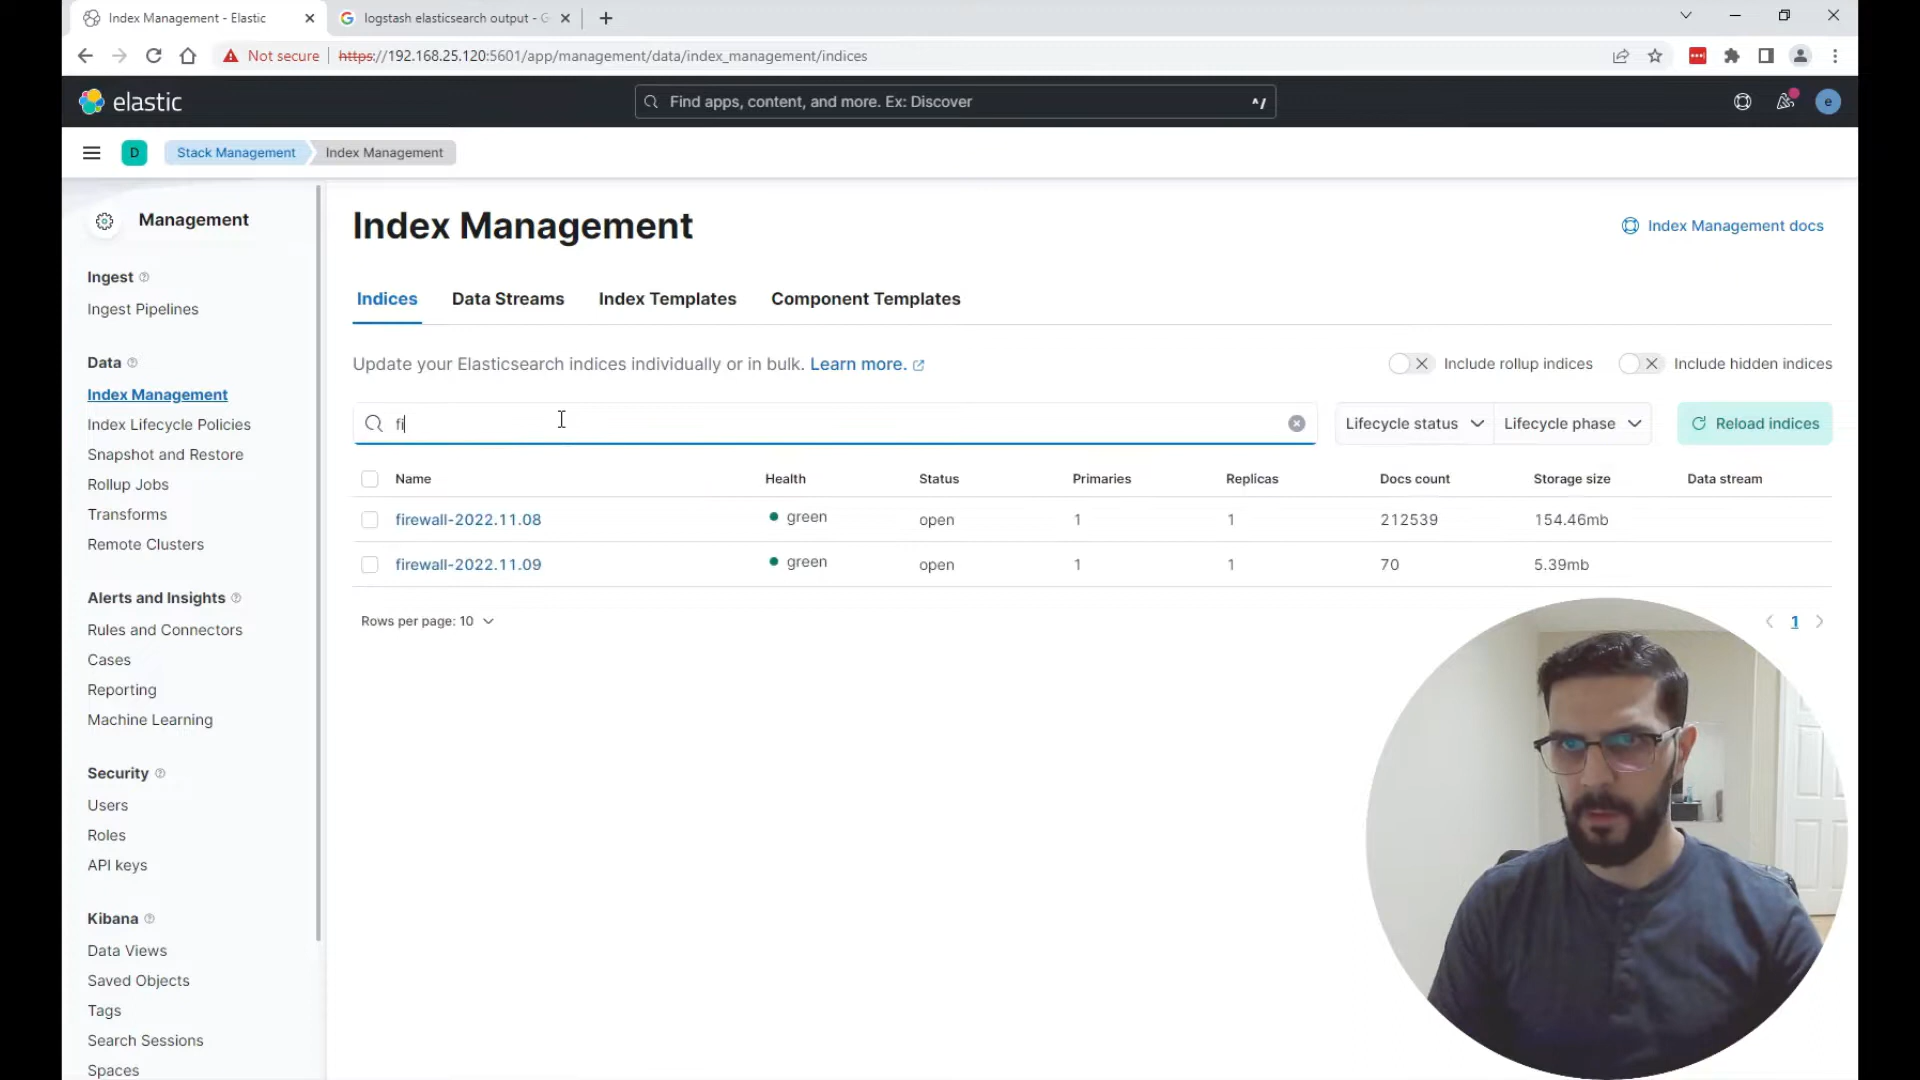 Index Management - Elastic
logstash elasticsearch output - G
Not secure
https://192.168.25.120:5601/app/management/data/index_management/indices
elastic
Find apps, content, and more. Ex: Discover
^/
e
D
Stack Management
Index Management
Management
Ingest
Ingest Pipelines
Data
Index Management
Index Lifecycle Policies
Snapshot and Restore
Rollup Jobs
Transforms
Remote Clusters
Alerts and Insights
Rules and Connectors
Cases
Reporting
Machine Learning
Security
Users
Roles
API keys
Kibana
Data Views
Saved Objects
Tags
Search Sessions
Spaces
Index Management
Index Management docs
Indices Data Streams Index Templates Component Templates
Update your Elasticsearch indices individually or in bulk. Learn more.
Include rollup indices
Include hidden indices
fi
Lifecycle status
Lifecycle phase
Reload indices
Name Health Status Primaries Replicas Docs count Storage size Data stream
firewall-2022.11.08 green open 1 1 212539 154.46mb
firewall-2022.11.09 green open 1 1 70 5.39mb
Rows per page: 10
1